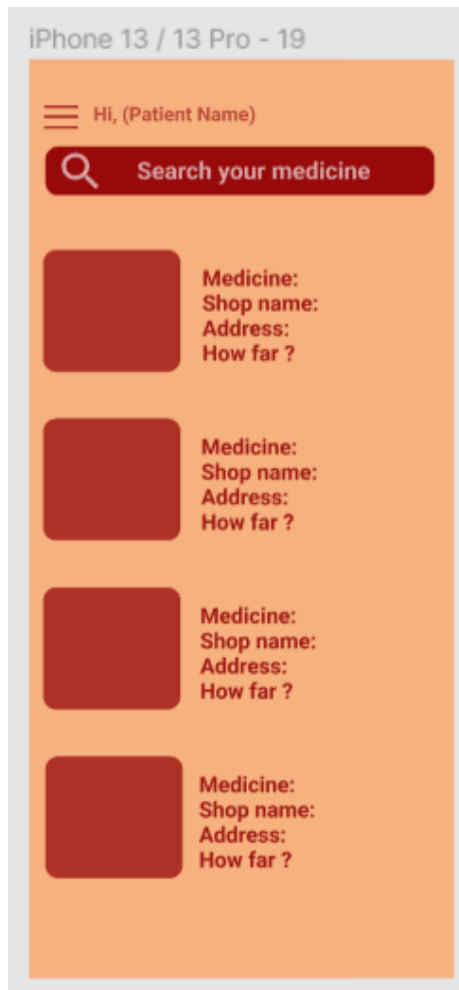 iPhone 13 / 13 Pro - 19
Hi, (Patient Name)
Search your medicine
Medicine:
Shop name:
Address:
How far ?
Medicine:
Shop name:
Address:
How far ?
Medicine:
Shop name:
Address:
How far ?
Medicine:
Shop name:
Address:
How far ?